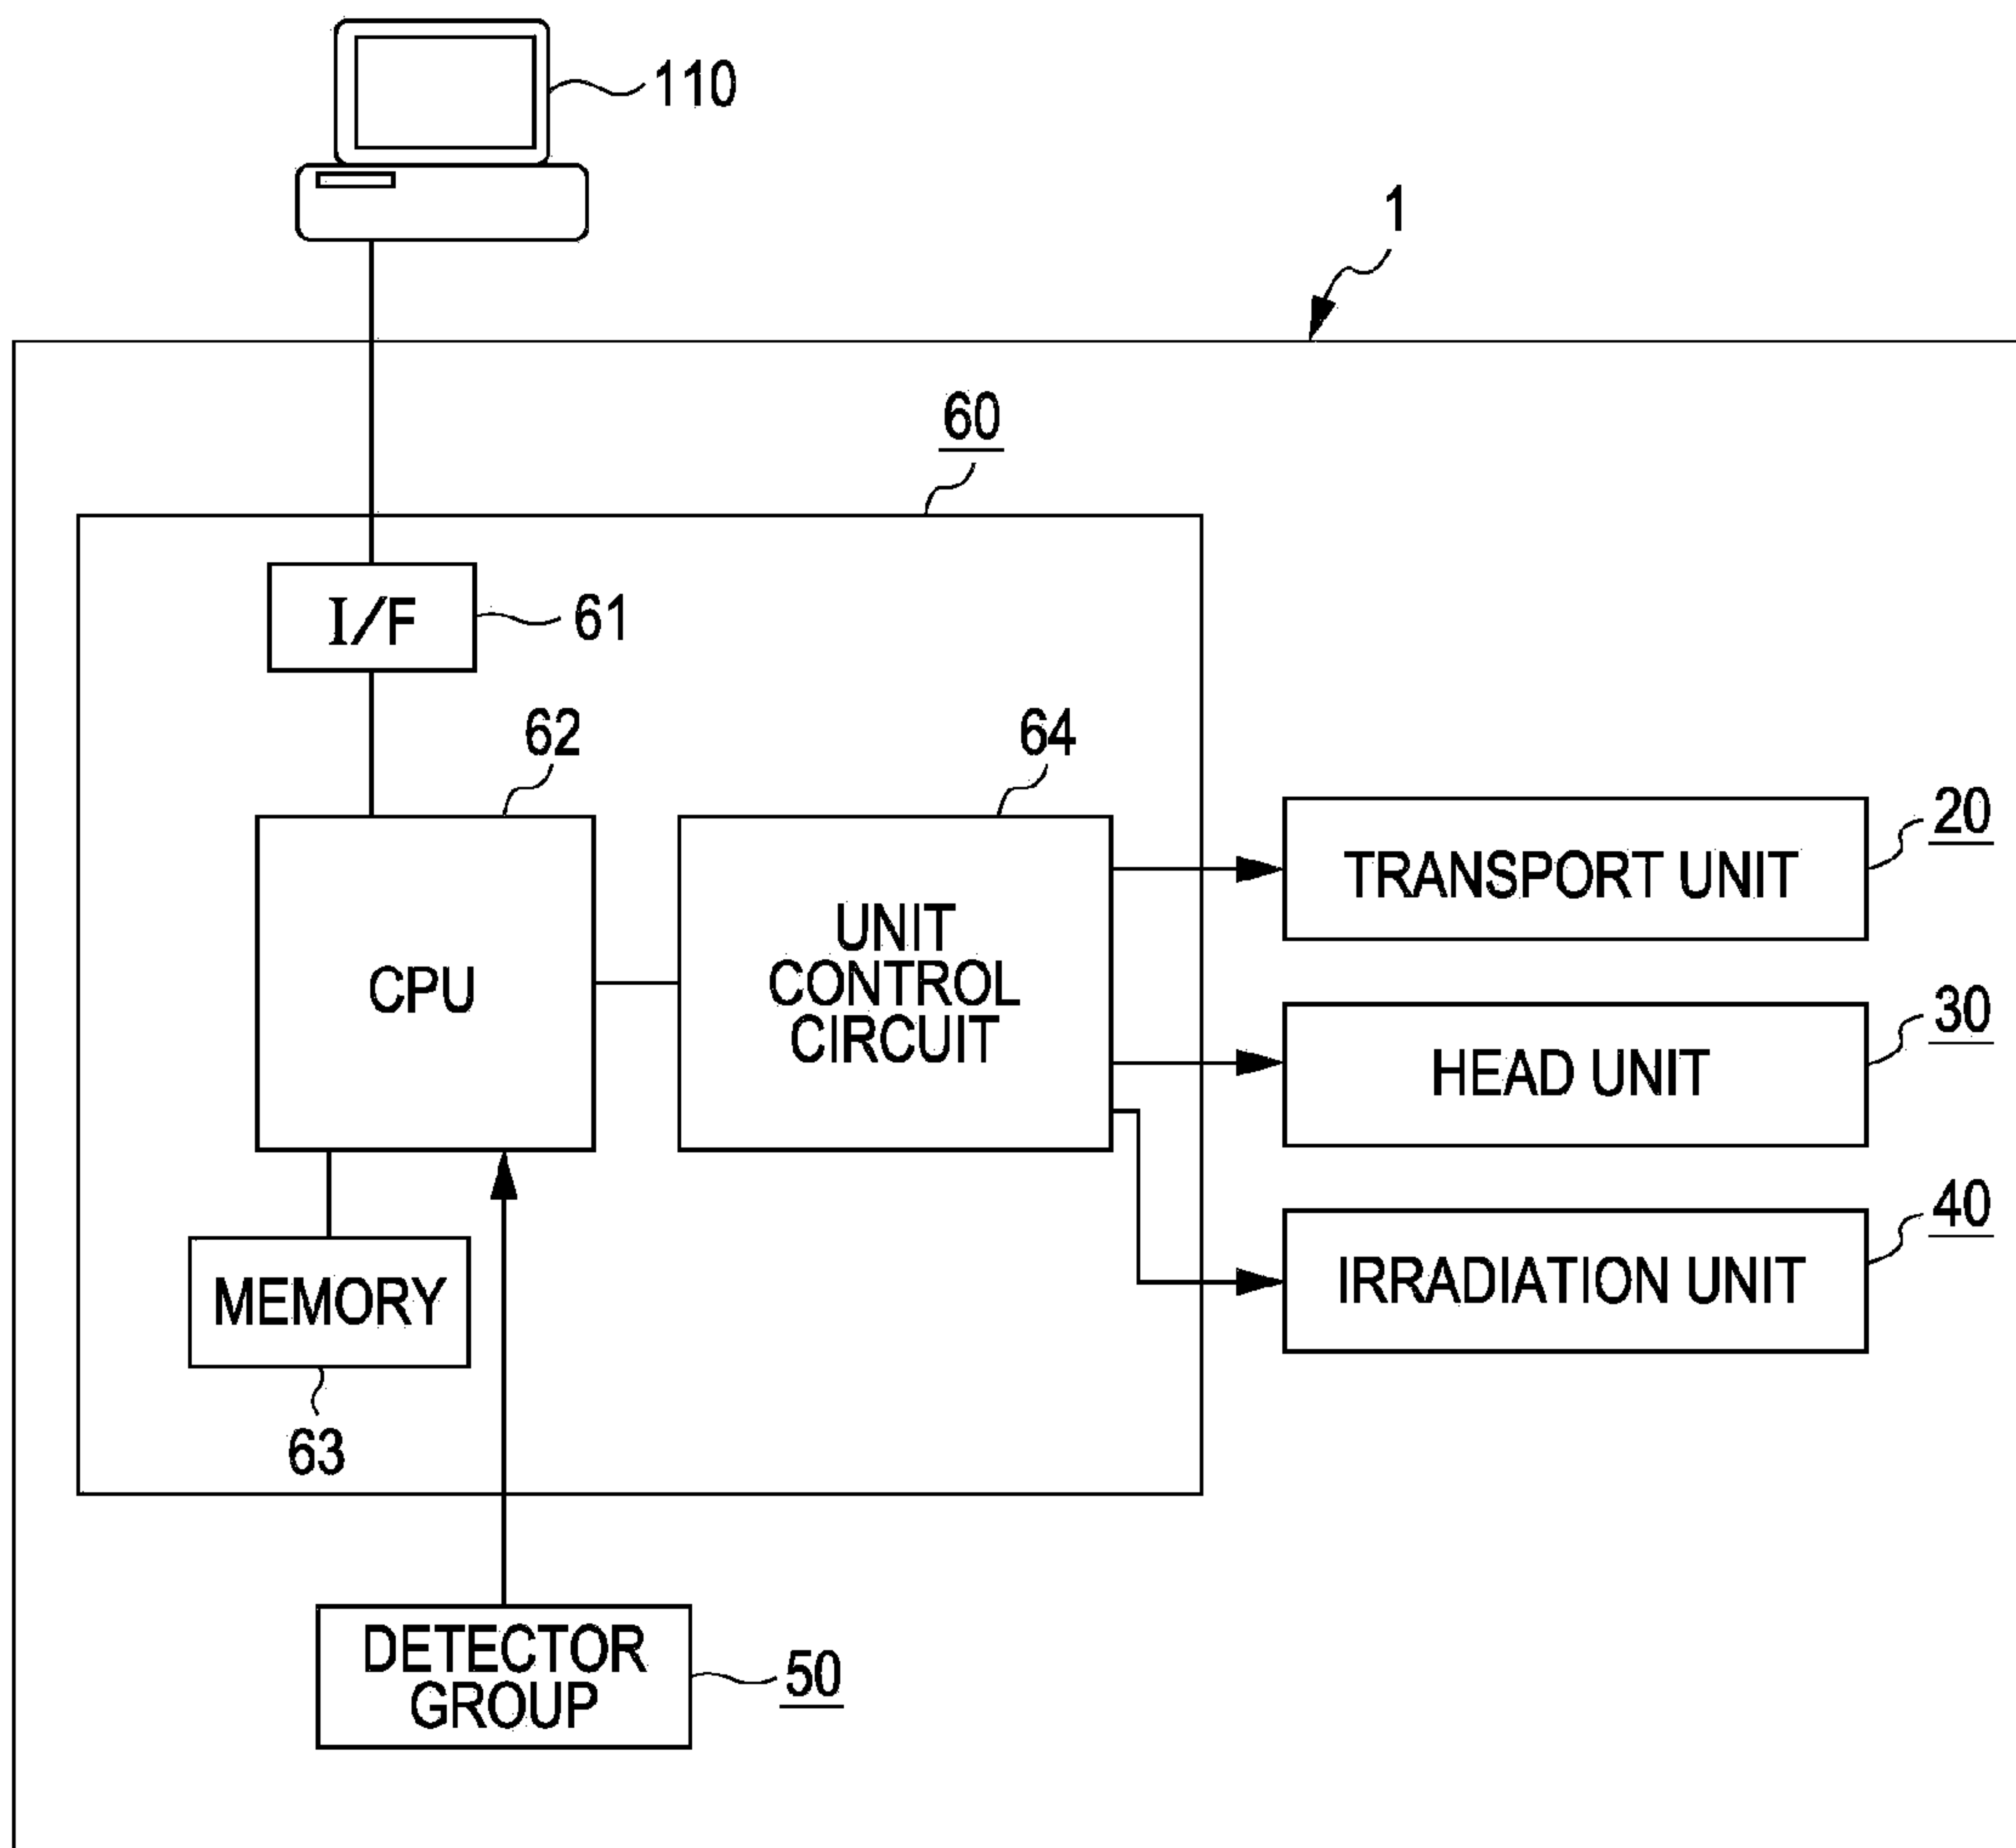 110
1
60
I/F
61
62
64
20
TRANSPORT UNIT
UNIT
CONTROL
CIRCUIT
CPU
30
HEAD UNIT
40
IRRADIATION UNIT
MEMORY
63
DETECTOR
GROUP
50